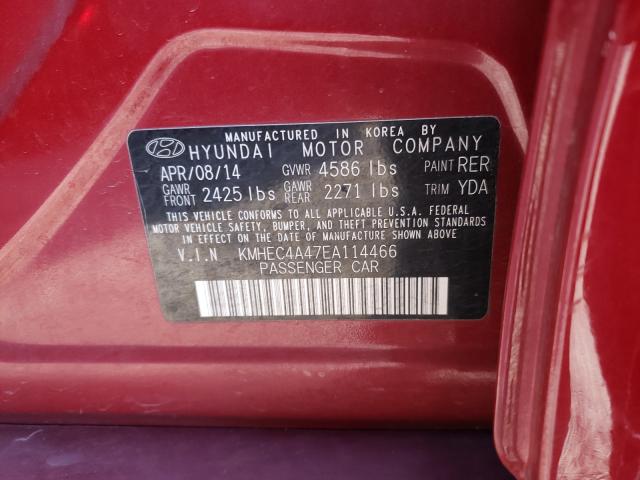 MANUFACTURED IN KOREA BY
HYUNDAI MOTOR COMPANY
APR/08/14 GVWR 4586 lbs PAINT RER
GAWR FRONT 2425 lbs GAWR REAR 2271 lbs TRIM YDA
THIS VEHICLE CONFORMS TO ALL APPLICABLE U.S.A. FEDERAL
MOTOR VEHICLE SAFETY, BUMPER, AND THEFT PREVENTION STANDARDS
IN EFFECT ON THE DATE OF MANUFACTURE SHOWN ABOVE.
V.I.N KMHEC4A47EA114466
PASSENGER CAR